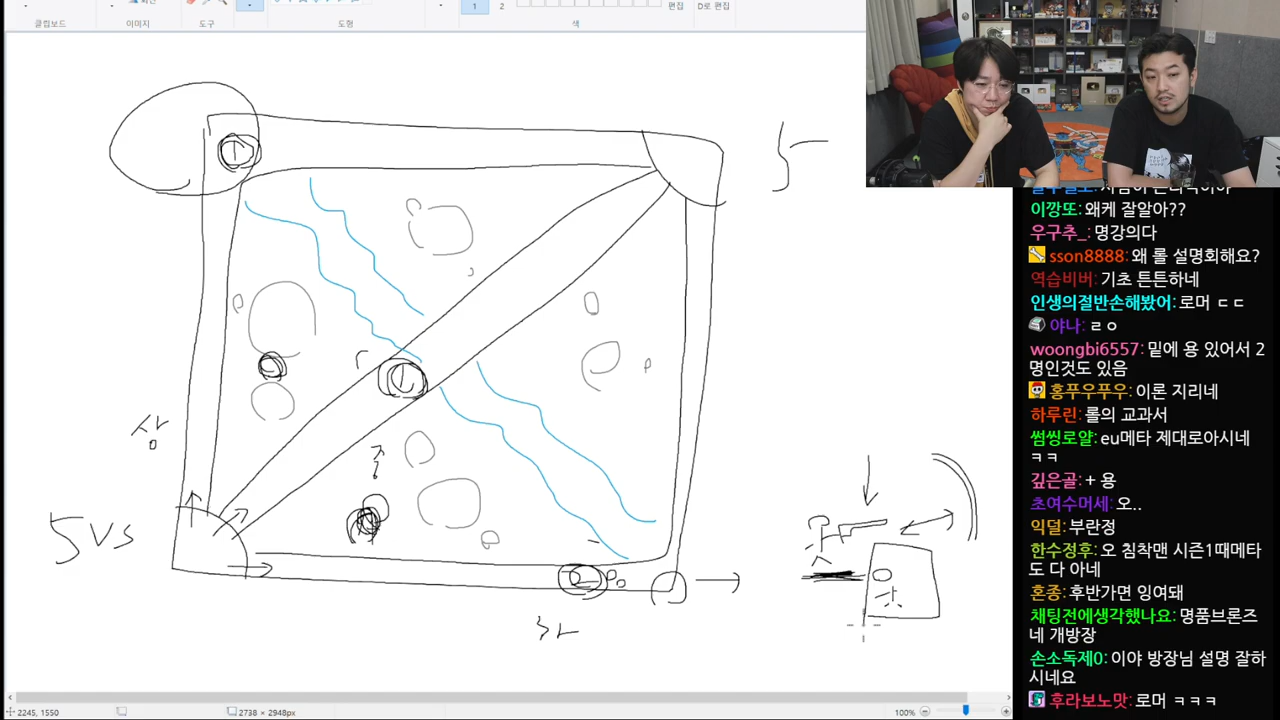 클립보드
이미지
도구
도형
1
2
색
편집
D로 편집
5
상
중
5 vs
이깡또: 왜케 잘알아??
우구추_: 명강의다
sson8888: 왜 롤 설명회해요?
역습비버: 기초 튼튼하네
인생의절반손해봤어: 로머 ㄷㄷ
야나: ㄹㅇ
woongbi6557: 밑에 용 있어서 2
명인것도 있음
홍푸우푸우: 이론 지리네
하루린: 롤의 교과서
썸씽로얄: eu메타 제대로아시네
ㅋㅋ
깊은골: + 용
초여수머세: 오..
익덜: 부란정
한수정후: 오 침착맨 시즌1때메타
도 다 아네
혼종: 후반가면 잉여돼
채팅전에생각했나요: 명품브론즈
네 개방장
손소독제0: 이야 방장님 설명 잘하
시네요
후라보노맛: 로머 ㅋㅋㅋ
2245, 1550
2738 × 2948px
100%